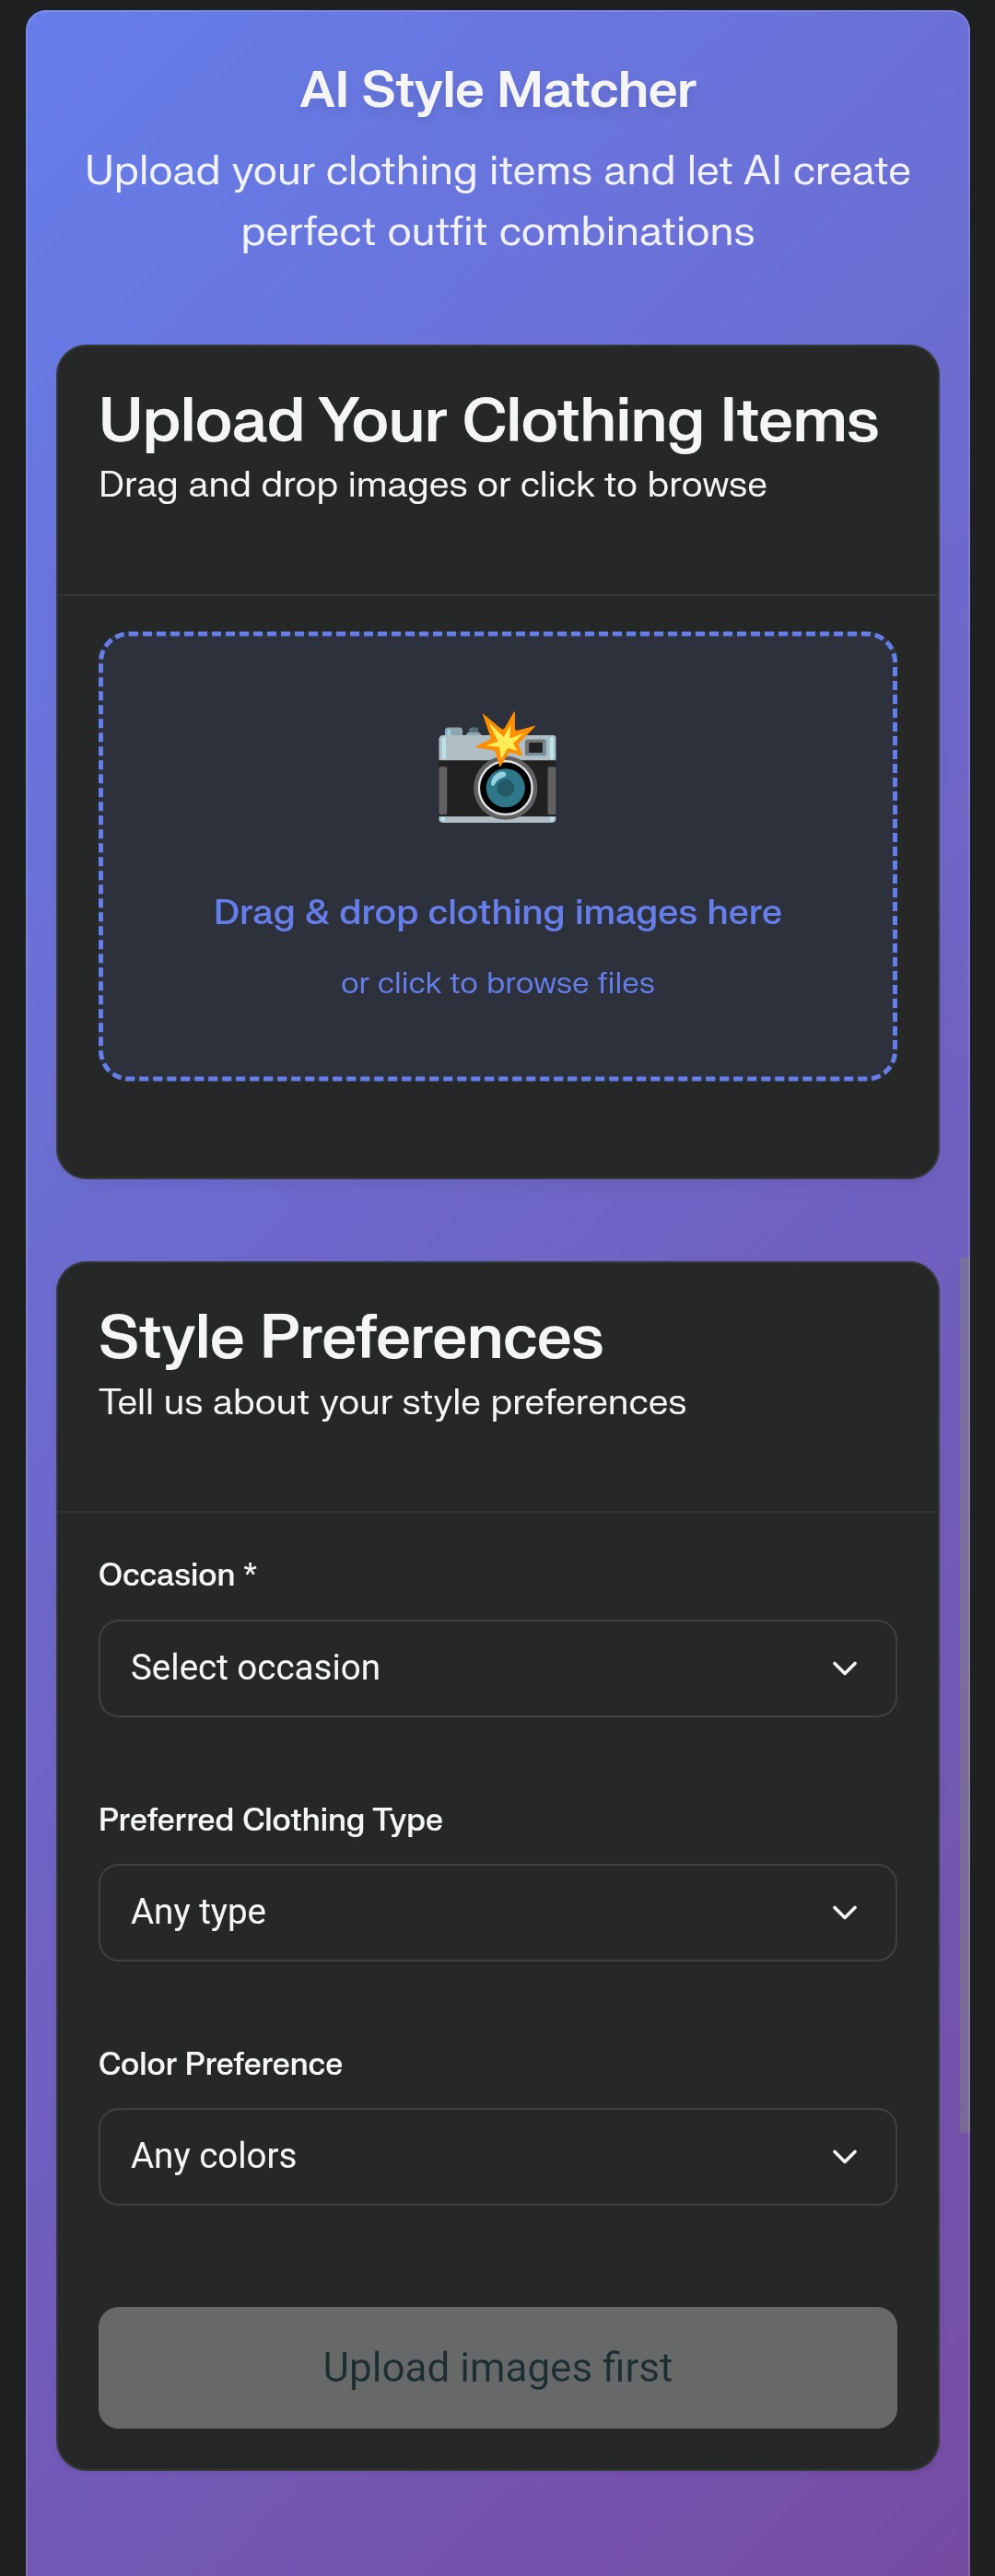 AI Style Matcher
Upload your clothing items and let AI create
perfect outfit combinations
Upload Your Clothing Items
Drag and drop images or click to browse
Drag & drop clothing images here
or click to browse files
Style Preferences
Tell us about your style preferences
Occasion *
Select occasion
Preferred Clothing Type
Any type
Color Preference
Any colors
Upload images first